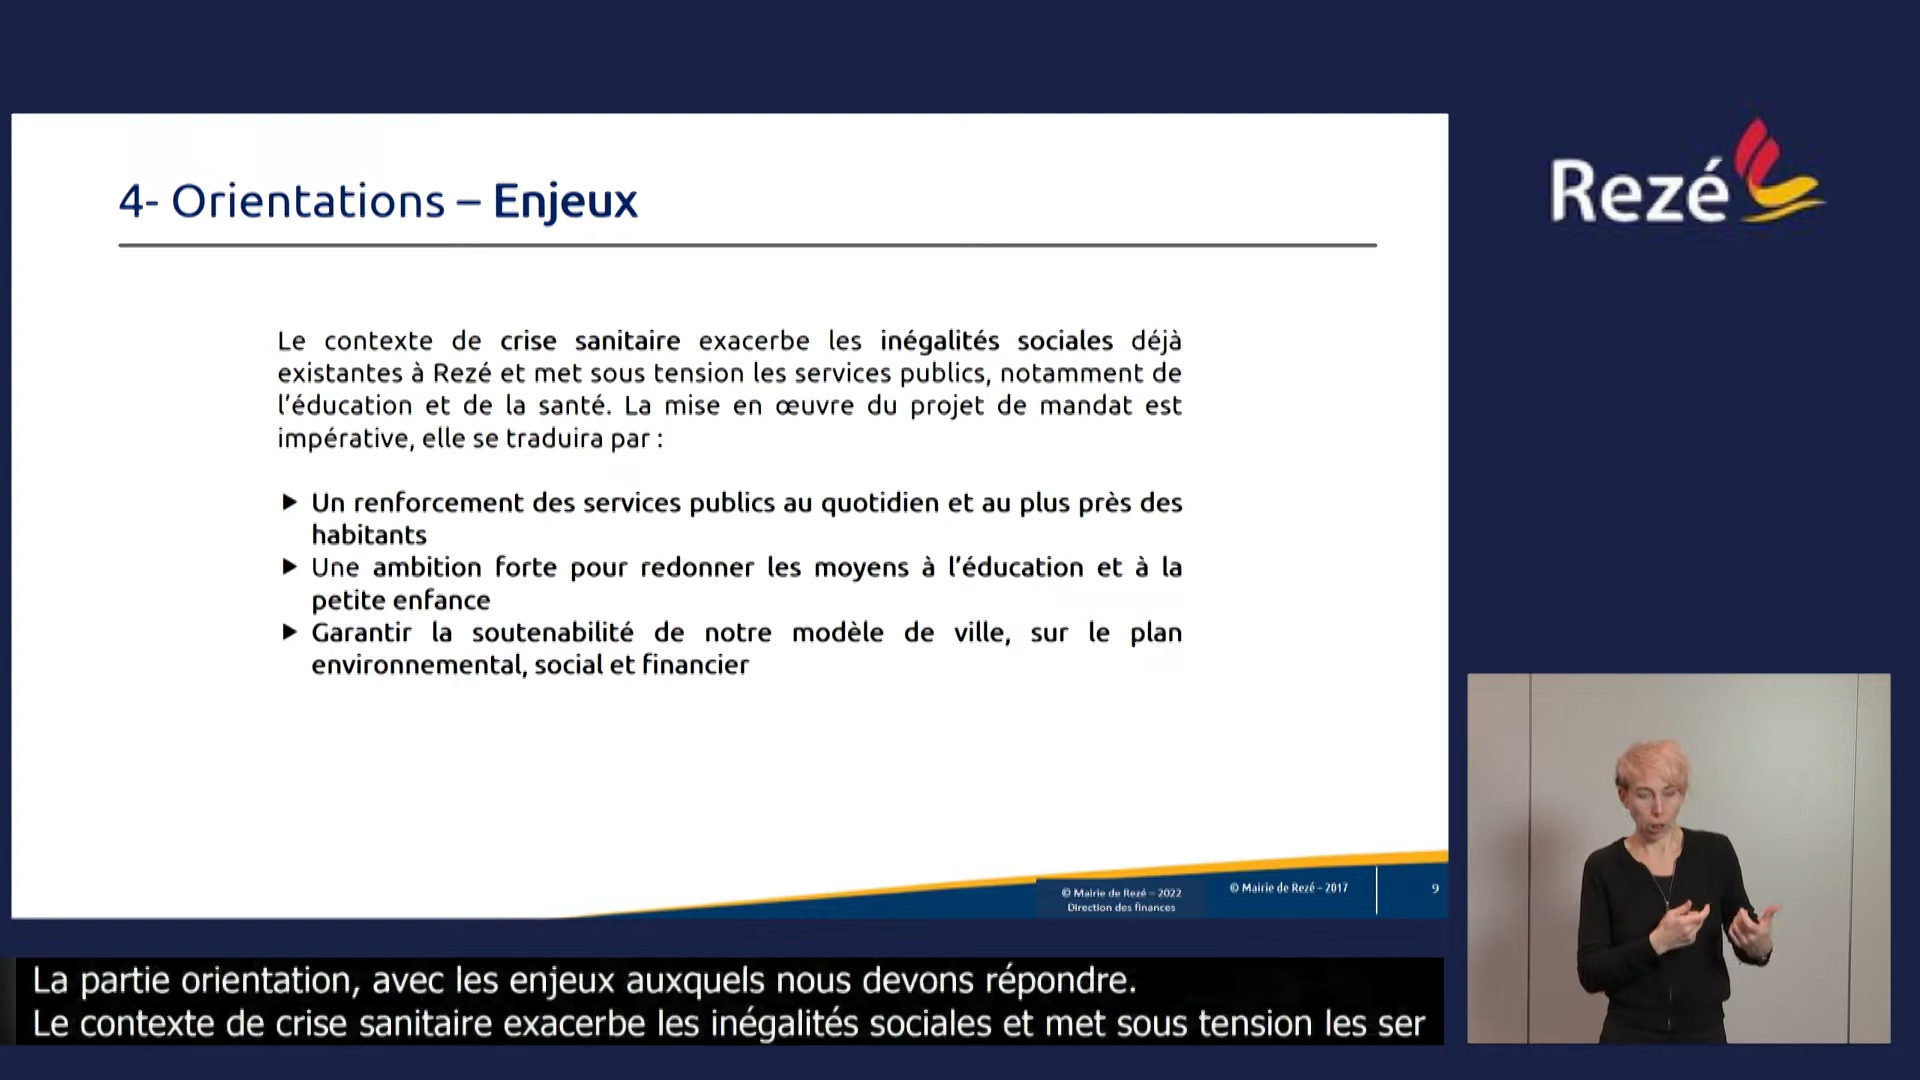 4- Orientations – Enjeux
Rezé
Le contexte de crise sanitaire exacerbe les inégalités sociales déjà
existantes à Rezé et met sous tension les services publics, notamment de
l’éducation et de la santé. La mise en œuvre du projet de mandat est
impérative, elle se traduira par :
▶ Un renforcement des services publics au quotidien et au plus près des
habitants
▶ Une ambition forte pour redonner les moyens à l’éducation et à la
petite enfance
▶ Garantir la soutenabilité de notre modèle de ville, sur le plan
environnemental, social et financier
© Mairie de Rezé – 2022
Direction des finances
© Mairie de Rezé – 2017
9
La partie orientation, avec les enjeux auxquels nous devons répondre.
Le contexte de crise sanitaire exacerbe les inégalités sociales et met sous tension les ser